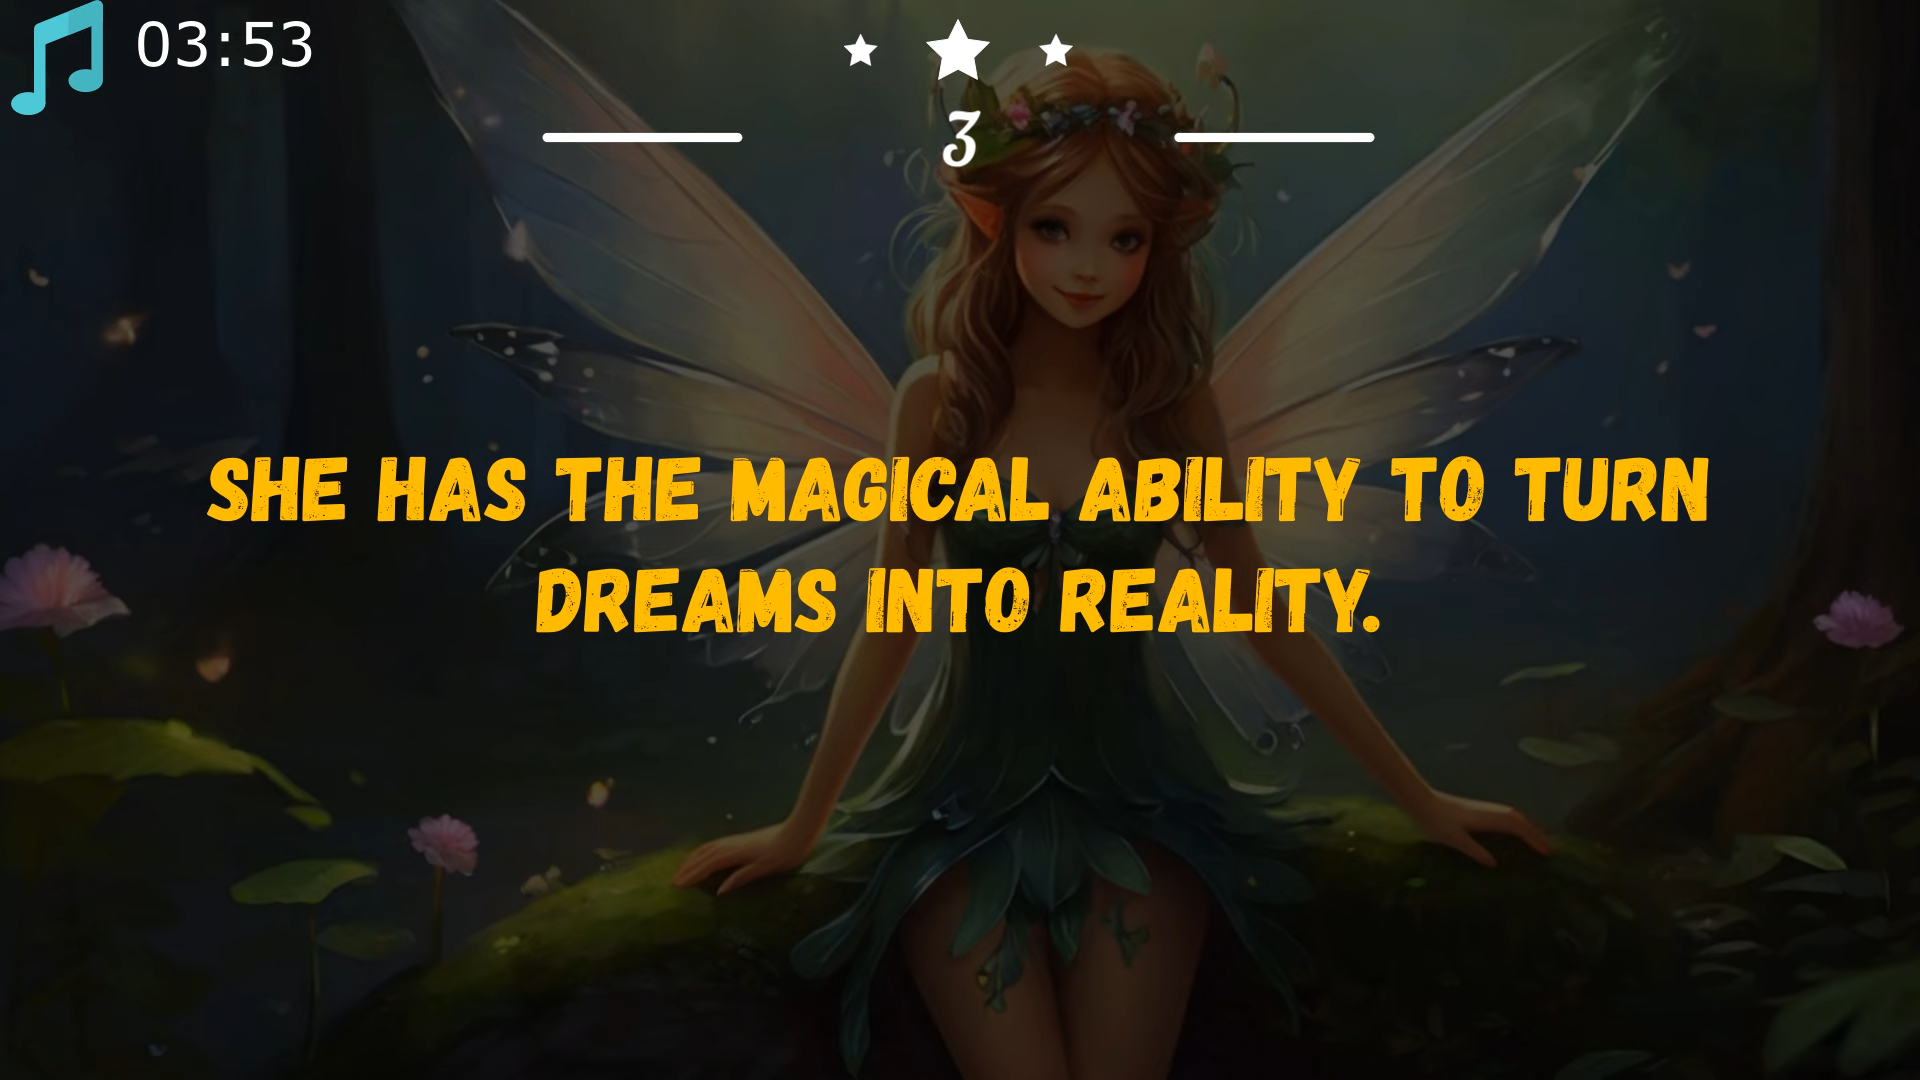 03:53
3
SHE HAS THE MAGICAL ABILITY TO TURN
DREAMS INTO REALITY.